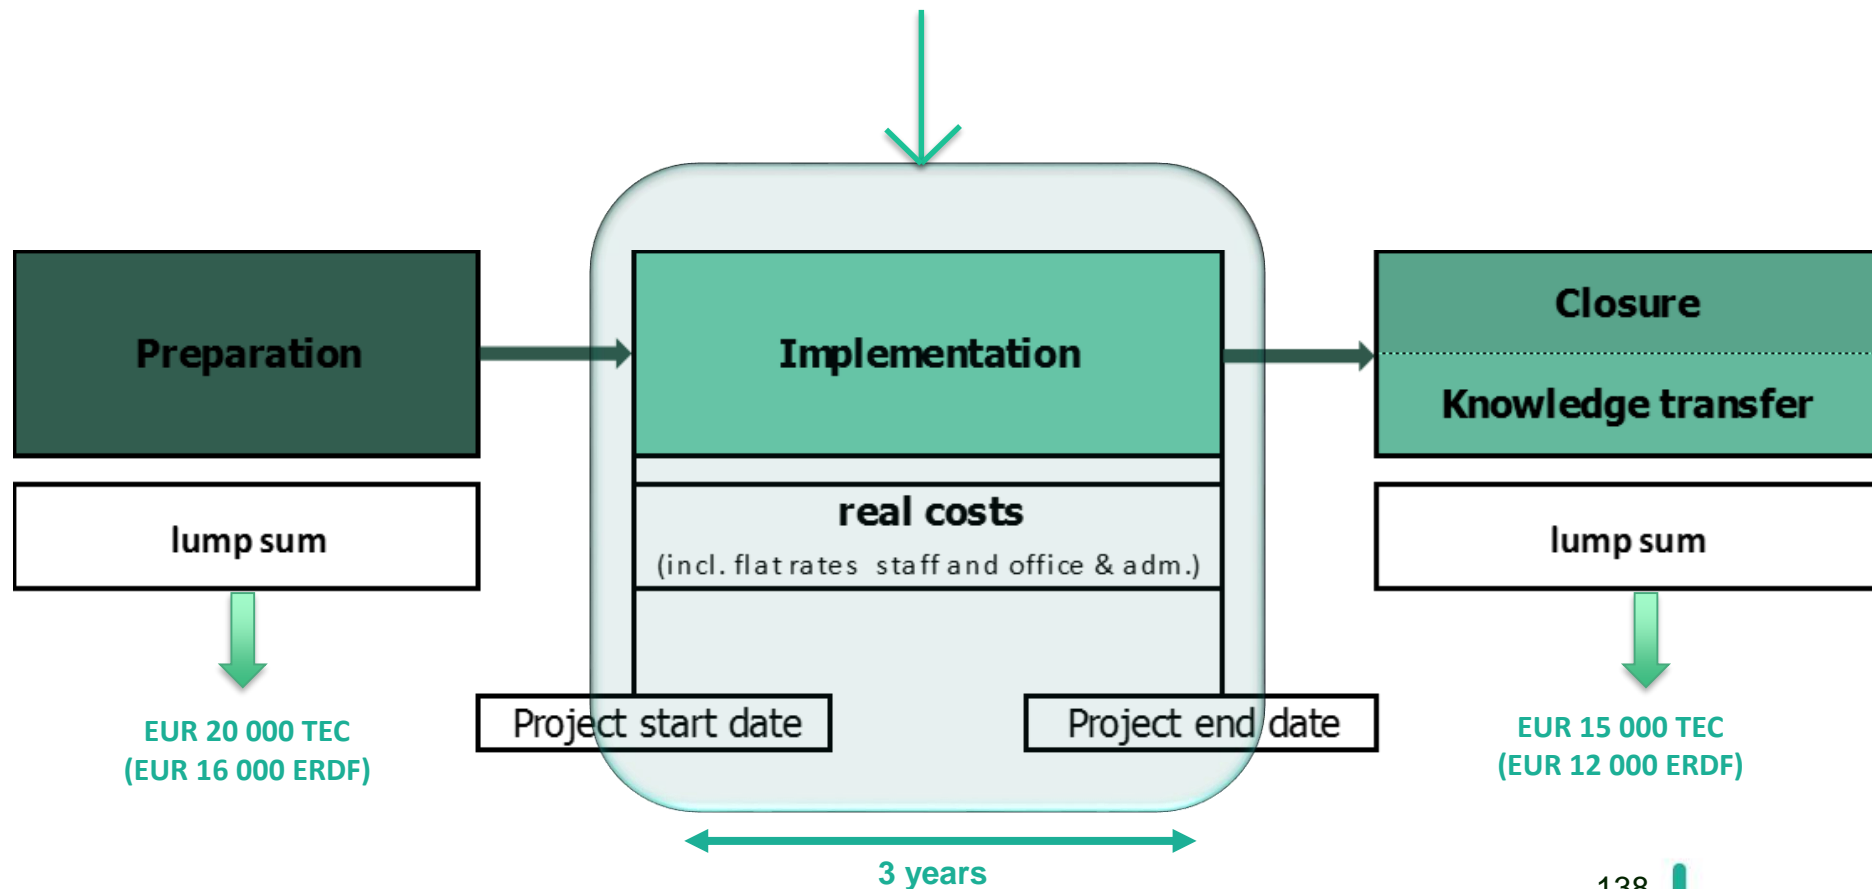 Preparation
Implementation
Closure
Knowledge transfer
lump sum
real costs
(incl. flat rates staff and office & adm.)
lump sum
EUR 20 000 TEC
(EUR 16 000 ERDF)
Project start date
Project end date
EUR 15 000 TEC
(EUR 12 000 ERDF)
3 years
138